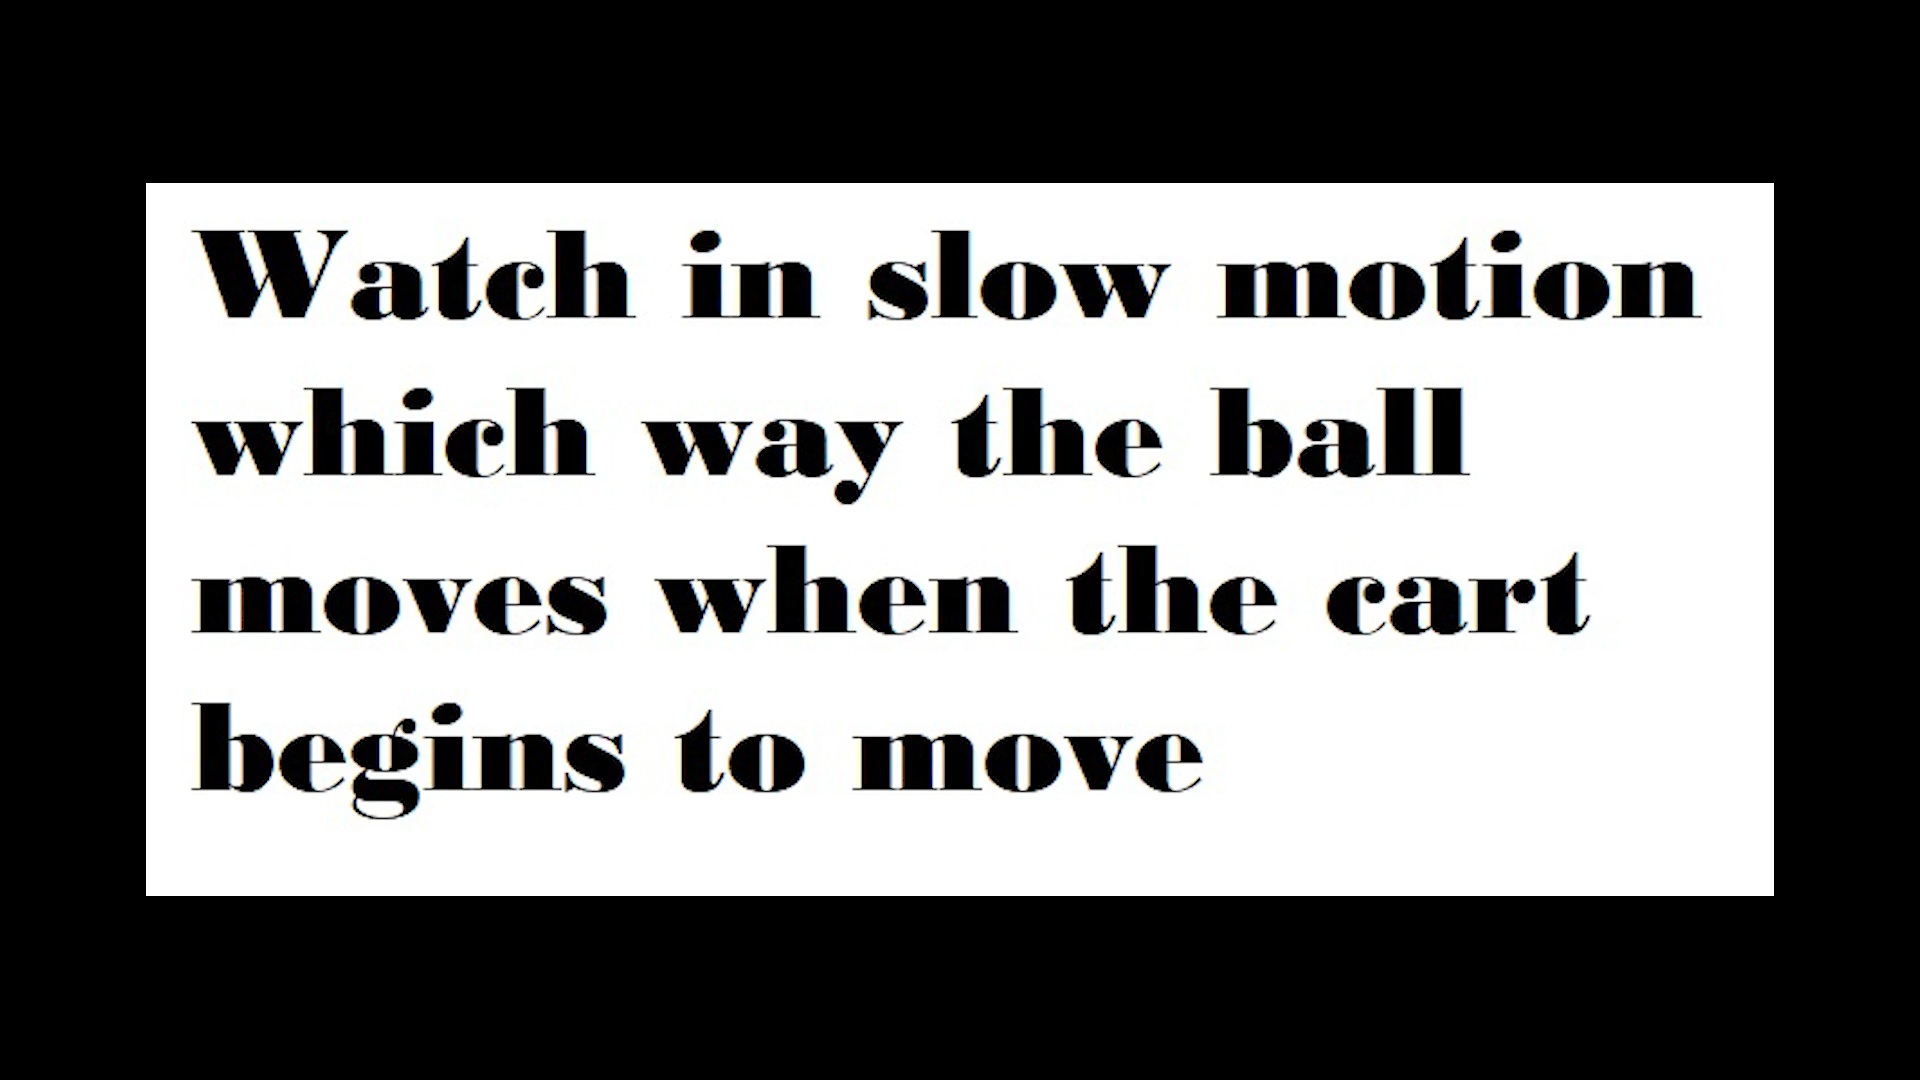 Watch in slow motion
which way the ball
moves when the cart
begins to move